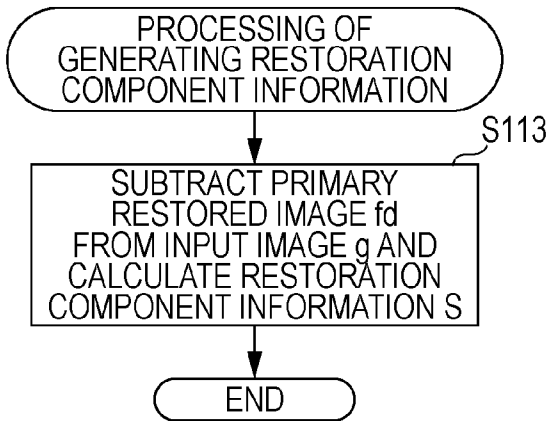 PROCESSING OF
GENERATING RESTORATION
COMPONENT INFORMATION
S113
SUBTRACT PRIMARY
RESTORED IMAGE fd
FROM INPUT IMAGE g AND
CALCULATE RESTORATION
COMPONENT INFORMATION S
END